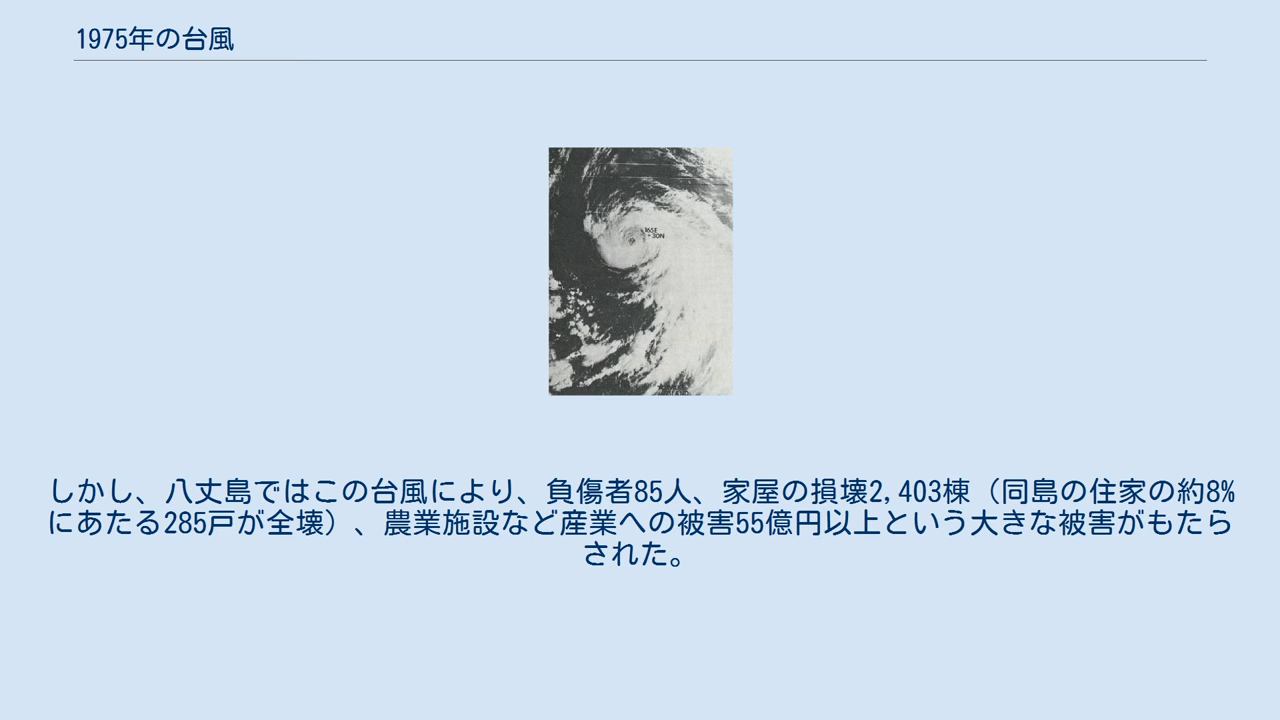 1975年の台風
165E
+30N
しかし、八丈島ではこの台風により、負傷者85人、家屋の損壊2,403棟（同島の住家の約8%
にあたる285戸が全壊）、農業施設など産業への被害55億円以上という大きな被害がもたら
された。